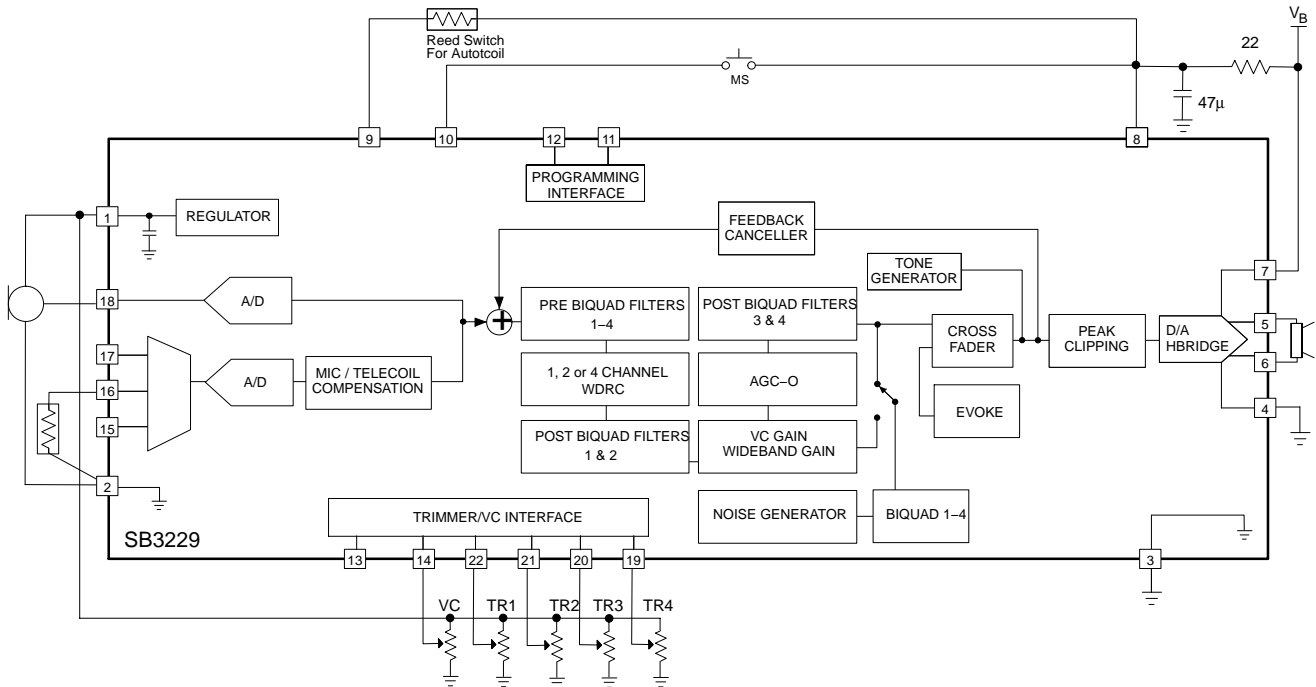 V_B
22
Reed Switch
For Autotcoil
MS
47μ
9
10
12
11
8
PROGRAMMING
INTERFACE
1
REGULATOR
FEEDBACK
CANCELLER
TONE
GENERATOR
7
18
A/D
PRE BIQUAD FILTERS
1–4
POST BIQUAD FILTERS
3 & 4
CROSS
FADER
PEAK
CLIPPING
D/A
HBRIDGE
5
6
17
16
15
A/D
MIC / TELECOIL
COMPENSATION
1, 2 or 4 CHANNEL
WDRC
AGC–O
EVOKE
4
POST BIQUAD FILTERS
1 & 2
VC GAIN
WIDEBAND GAIN
2
TRIMMER/VC INTERFACE
NOISE GENERATOR
BIQUAD 1–4
SB3229
13
14
22
21
20
19
3
VC
TR1
TR2
TR3
TR4